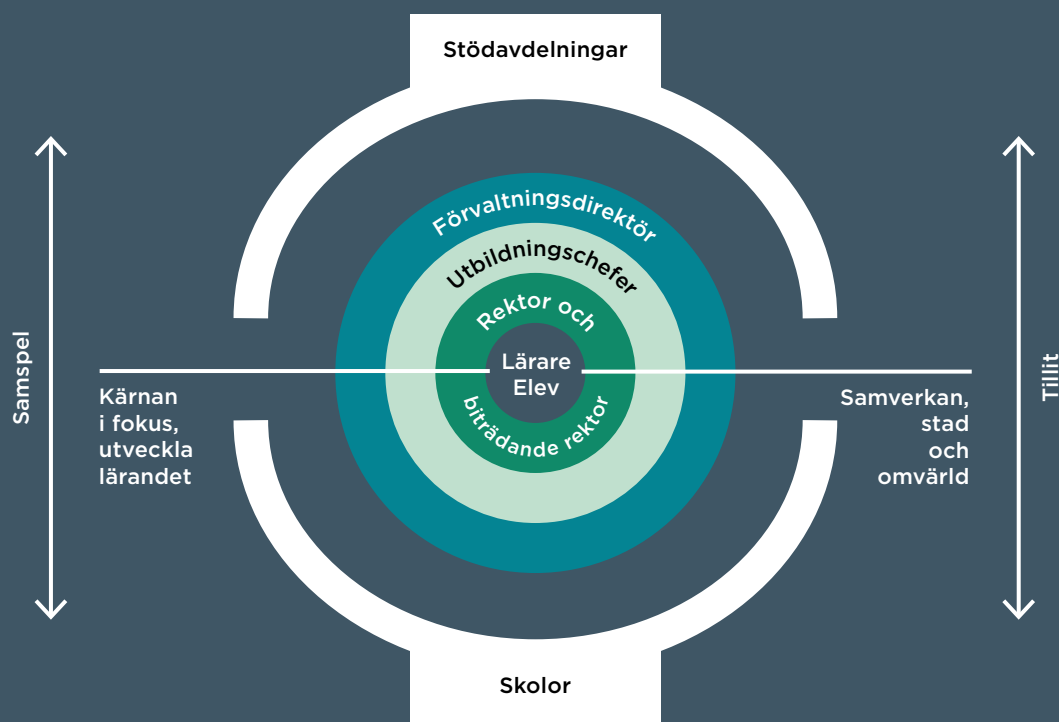 Stödavdelningar
Förvaltningsdirektör
Utbildningschefer
Rektor och
Lärare
Elev
biträdande rektor
Samspel
Kärnan
i fokus,
utveckla
lärandet
Samverkan,
stad
och
omvärld
Tillit
Skolor